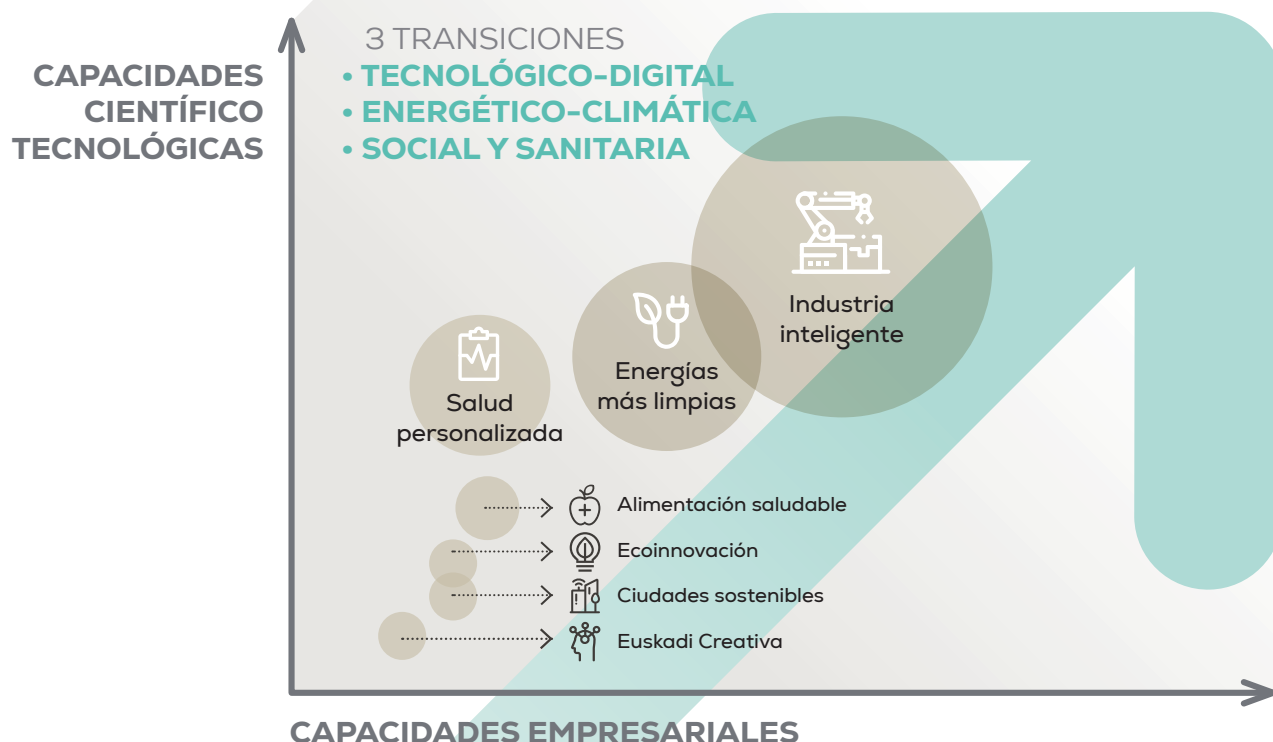 CAPACIDADES
CIENTÍFICO
TECNOLÓGICAS
3 TRANSICIONES
• TECNOLÓGICO-DIGITAL
• ENERGÉTICO-CLIMÁTICA
• SOCIAL Y SANITARIA
Industria
inteligente
Energías
más limpias
Salud
personalizada
Alimentación saludable
Ecoinnovación
Ciudades sostenibles
Euskadi Creativa
CAPACIDADES EMPRESARIALES